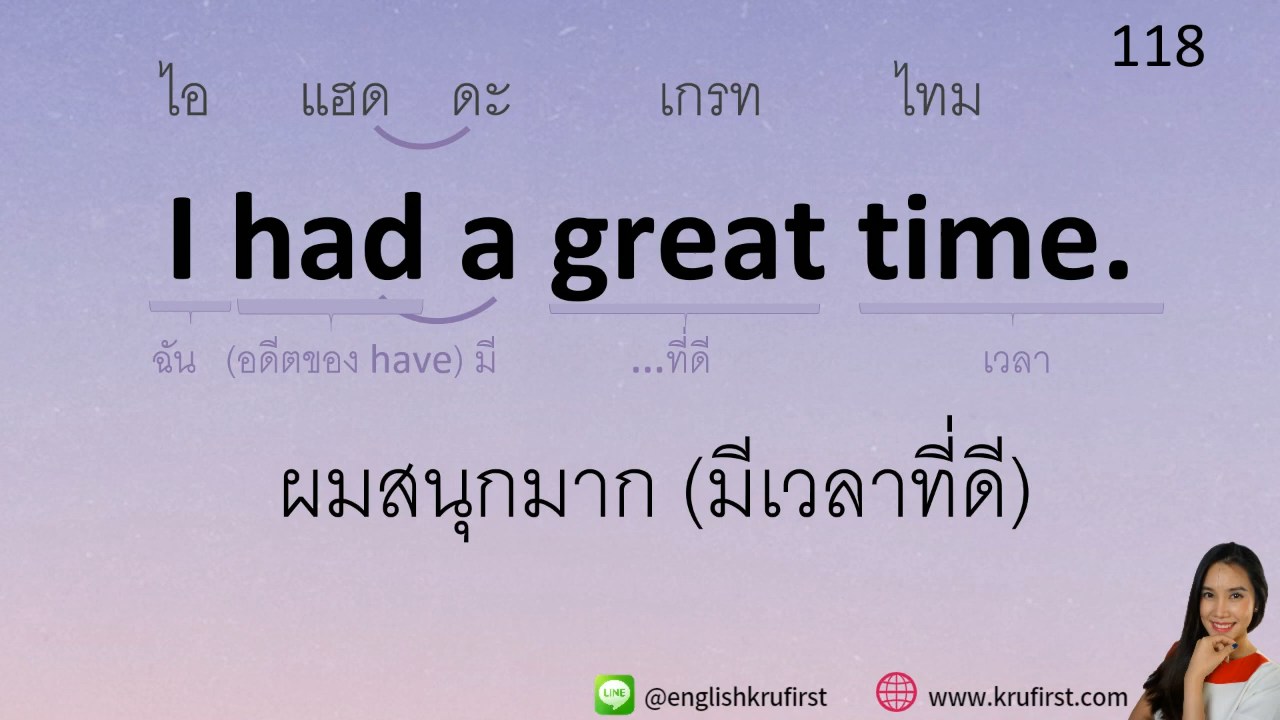 118
ไอ แฮด ดะ เกรท ไทม
I had a great time.
ฉัน (อดีตของ have) มี ...ที่ดี เวลา
ผมสนุกมาก (มีเวลาที่ดี)
LINE @englishkrufirst www.krufirst.com